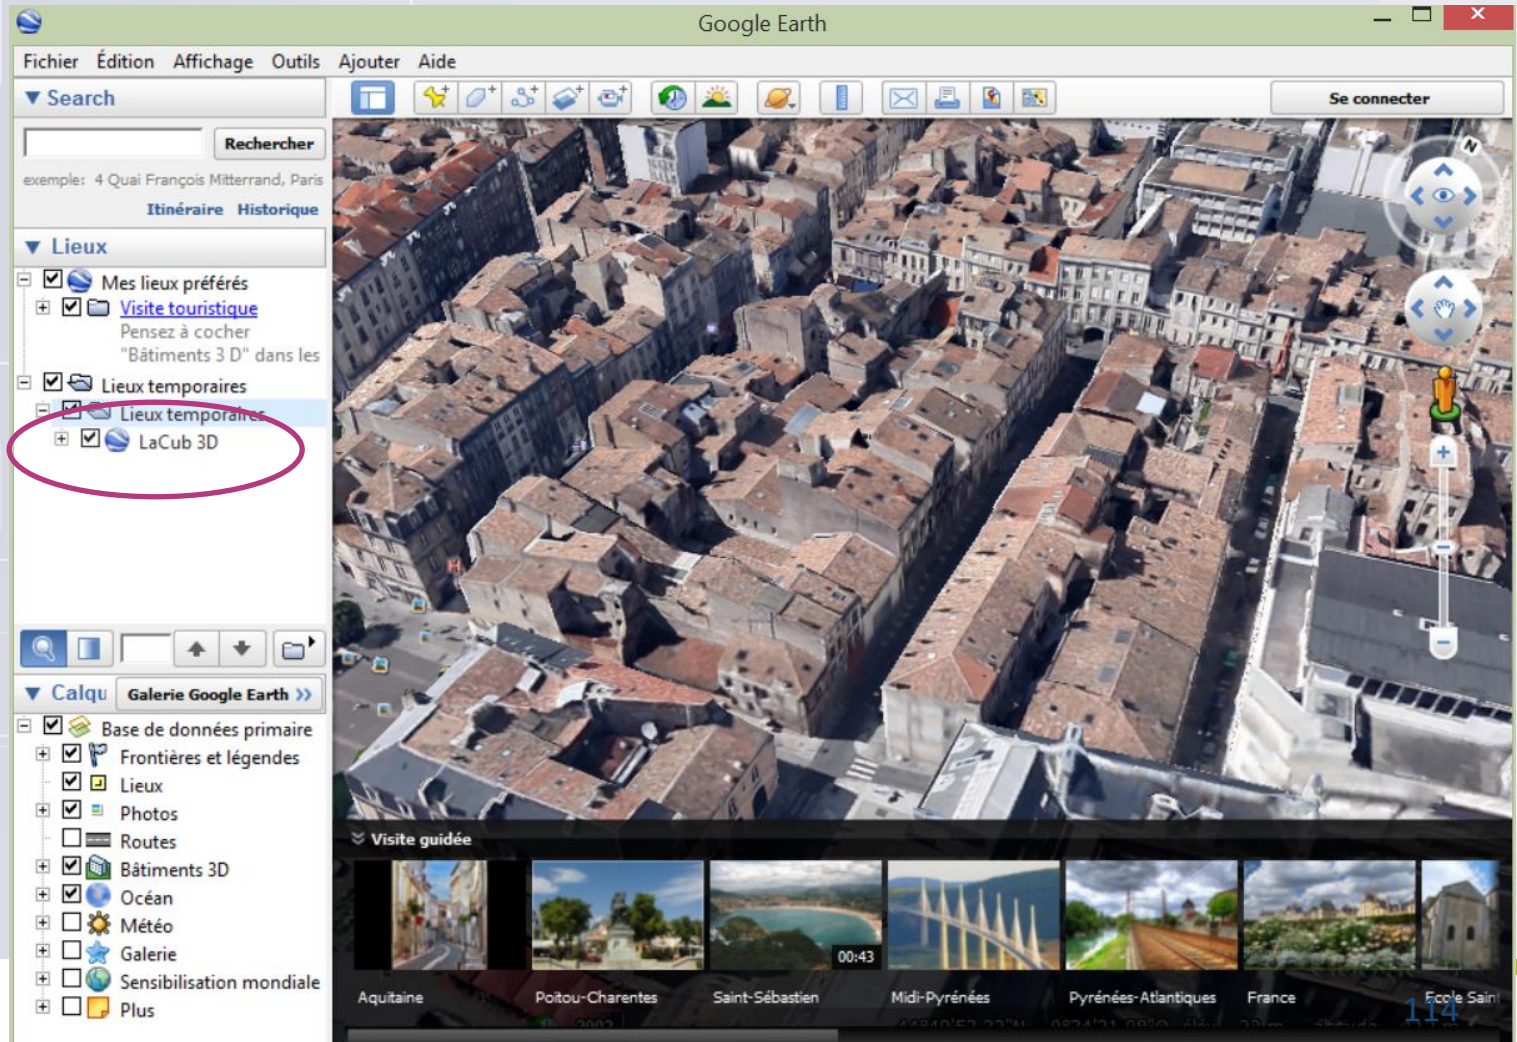 Google Earth
Fichier Édition Affichage Outils Ajouter Aide
Search
Se connecter
Rechercher
exemple: 4 Quai François Mitterrand, Paris
Itinéraire Historique
N
Lieux
Mes lieux préférés
Visite touristique
Pensez à cocher
"Bâtiments 3 D" dans les
Lieux temporaires
Lieux temporaires
LaCub 3D
H
Calqu
Galerie Google Earth »
Base de données primaire
Frontières et légendes
Lieux
Photos
Routes
Bâtiments 3D
Océan
Météo
Galerie
Sensibilisation mondiale
Plus
Visite guidée
00:43
Aquitaine
Poitou-Charentes
Saint-Sébastien
Midi-Pyrénées
Pyrénées-Atlantiques
France
Ecole Sain
2002
114